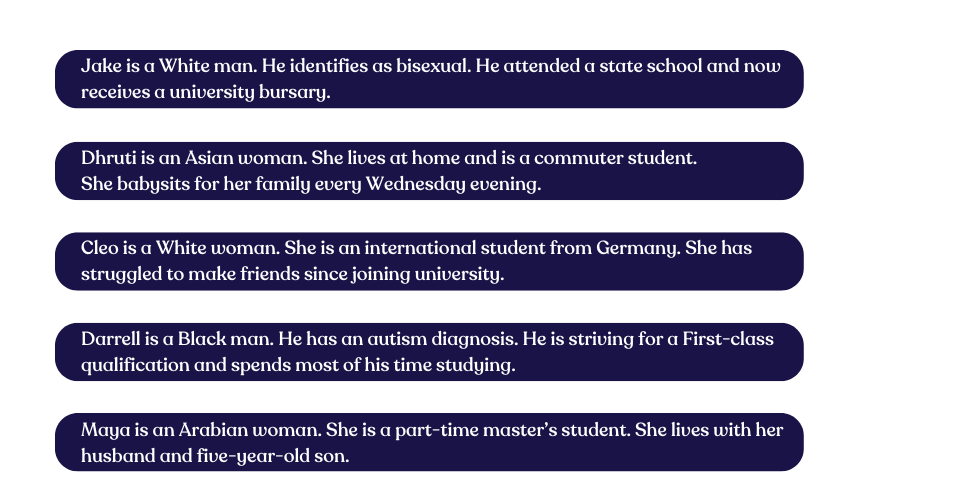 Jake is a White man. He identifies as bisexual. He attended a state school and now
receives a university bursary.
Dhruti is an Asian woman. She lives at home and is a commuter student.
She babysits for her family every Wednesday evening.
Cleo is a White woman. She is an international student from Germany. She has
struggled to make friends since joining university.
Darrell is a Black man. He has an autism diagnosis. He is striving for a First-class
qualification and spends most of his time studying.
Maya is an Arabian woman. She is a part-time master’s student. She lives with her
husband and five-year-old son.